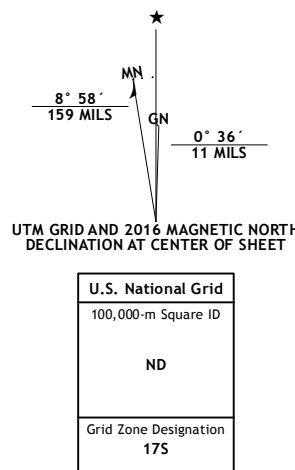 ★
MN
8° 58´
159 MILS
GN
0° 36´
11 MILS
UTM GRID AND 2016 MAGNETIC NORTH
DECLINATION AT CENTER OF SHEET
U.S. National Grid
100,000-m Square ID
ND
Grid Zone Designation
17S